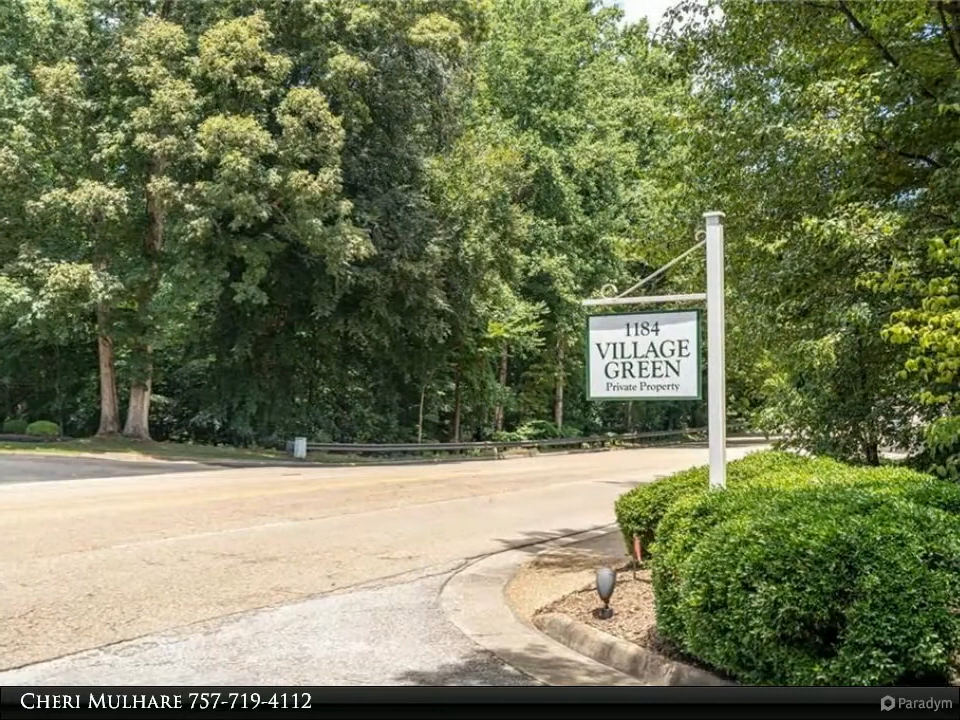 1184
VILLAGE
GREEN
Private Property
Cheri Mulhare 757-719-4112
Paradym